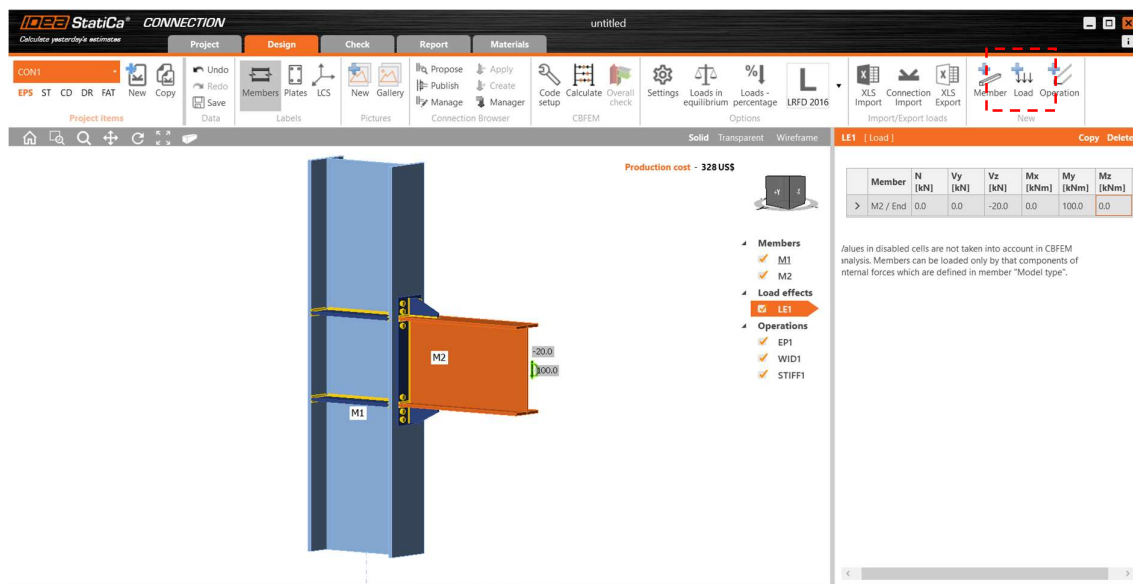 IDEA StatiCa® CONNECTION
untitled
Calculate yesterday's estimates
Project Design Check Report Materials
CON1
EPS ST CD DR FAT
New Copy
Project Items
Undo
Redo
Save
Data
Members Plates LCS
Labels
New Gallery
Pictures
Propose Apply
Publish Create
Manage Manager
Connection Browser
Code setup Calculate Overall check
CBFEM
Settings Loads in equilibrium Loads - percentage
L
LRFD 2016
Options
XLS Import Connection Import XLS Export
Import/Export loads
Member Load Operation
New
Solid Transparent Wireframe
LE1 [ Load ] Copy Delete
Production cost - 328 US$
+Y
Member N [kN] Vy [kN] Vz [kN] Mx [kNm] My [kNm] Mz [kNm]
> M2 / End 0.0 0.0 -20.0 0.0 100.0 0.0
Values in disabled cells are not taken into account in CBFEM
analysis. Members can be loaded only by that components of
internal forces which are defined in member "Model type".
Members
M1
M2
Load effects
LE1
Operations
EP1
WID1
STIFF1
M2
-20.0
100.0
M1